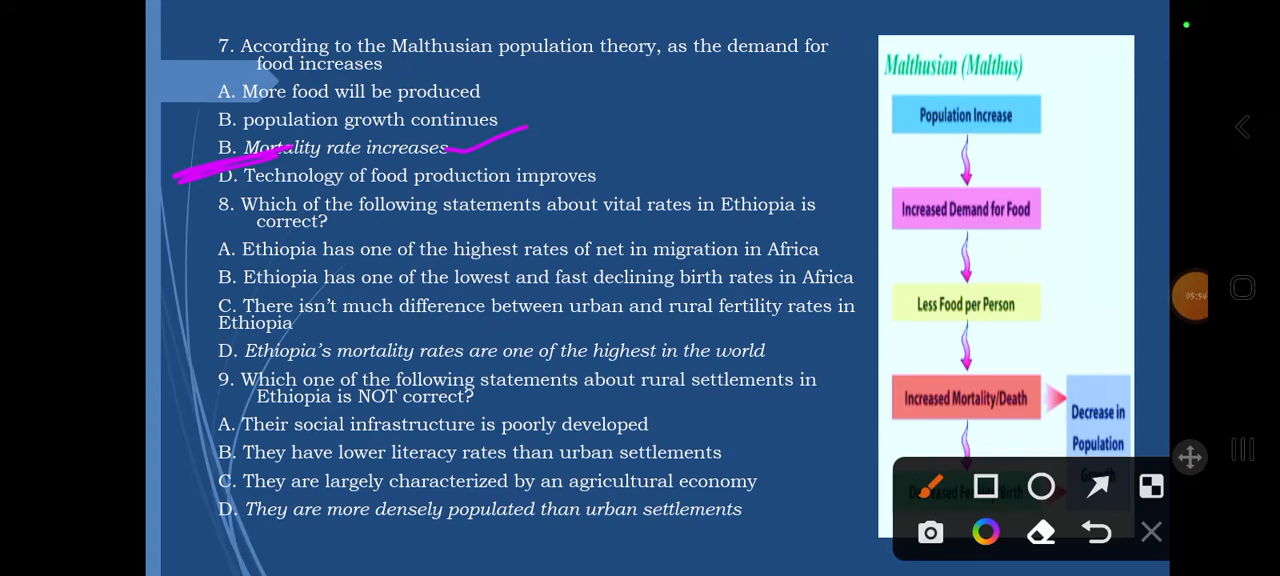 7. According to the Malthusian population theory, as the demand for
food increases
A. More food will be produced
B. population growth continues
B. Mortality rate increases
D. Technology of food production improves
8. Which of the following statements about vital rates in Ethiopia is
correct?
A. Ethiopia has one of the highest rates of net in migration in Africa
B. Ethiopia has one of the lowest and fast declining birth rates in Africa
C. There isn't much difference between urban and rural fertility rates in
Ethiopia
D. Ethiopia's mortality rates are one of the highest in the world
9. Which one of the following statements about rural settlements in
Ethiopia is NOT correct?
A. Their social infrastructure is poorly developed
B. They have lower literacy rates than urban settlements
C. They are largely characterized by an agricultural economy
D. They are more densely populated than urban settlements
Malthusian (Malthus)
Population Increase
Increased Demand for Food
Less Food per Person
Increased Mortality/Death
Decrease in
Population
Growth
Decreased Fertility/Birth
05:54